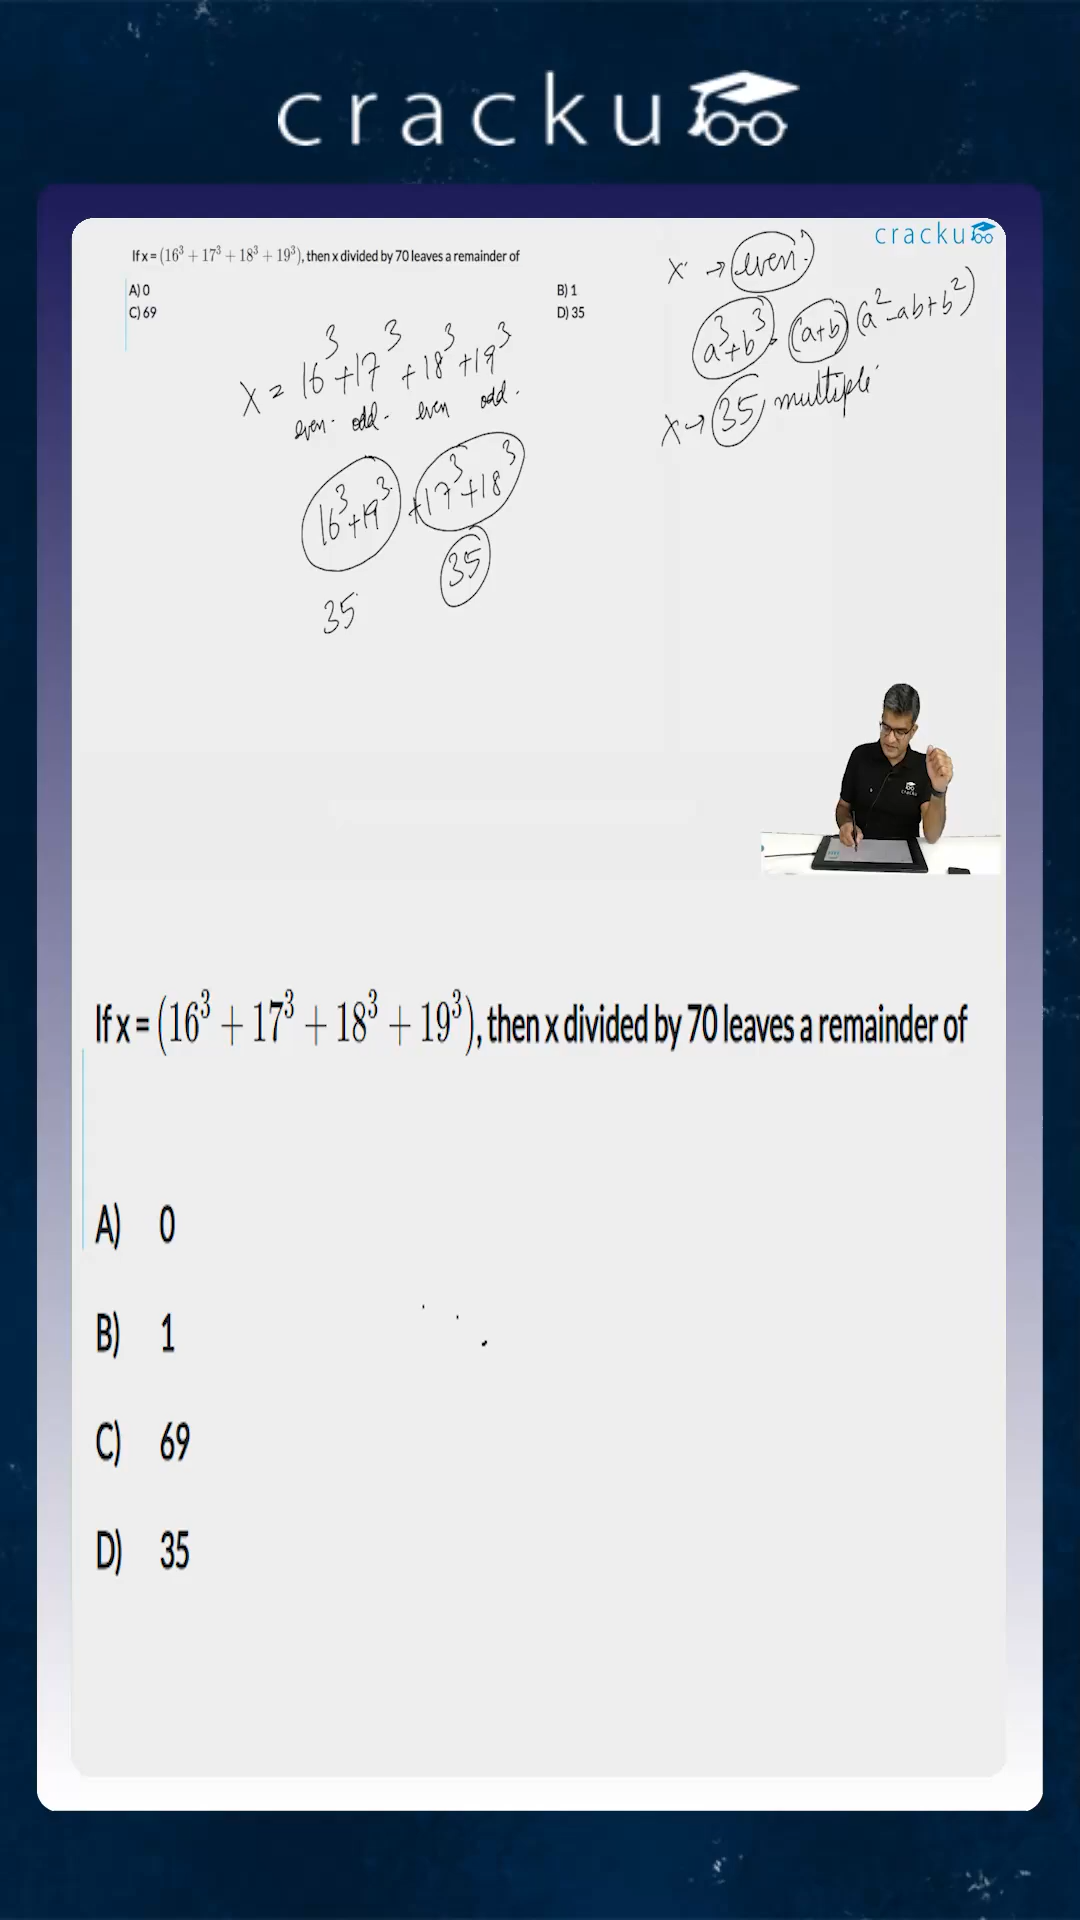 cracku
cracku
If x = (16³ + 17³ + 18³ + 19³), then x divided by 70 leaves a remainder of
A) 0
B) 1
C) 69
D) 35
x → even.
a³+b³ = (a+b) (a²-ab+b²)
x → 35 multiple
x = 16³ + 17³ + 18³ + 19³
even. odd. even odd.
16³+19³ + 17³+18³
35
35
cracku
If x = (16³ + 17³ + 18³ + 19³), then x divided by 70 leaves a remainder of
A) 0
B) 1
C) 69
D) 35